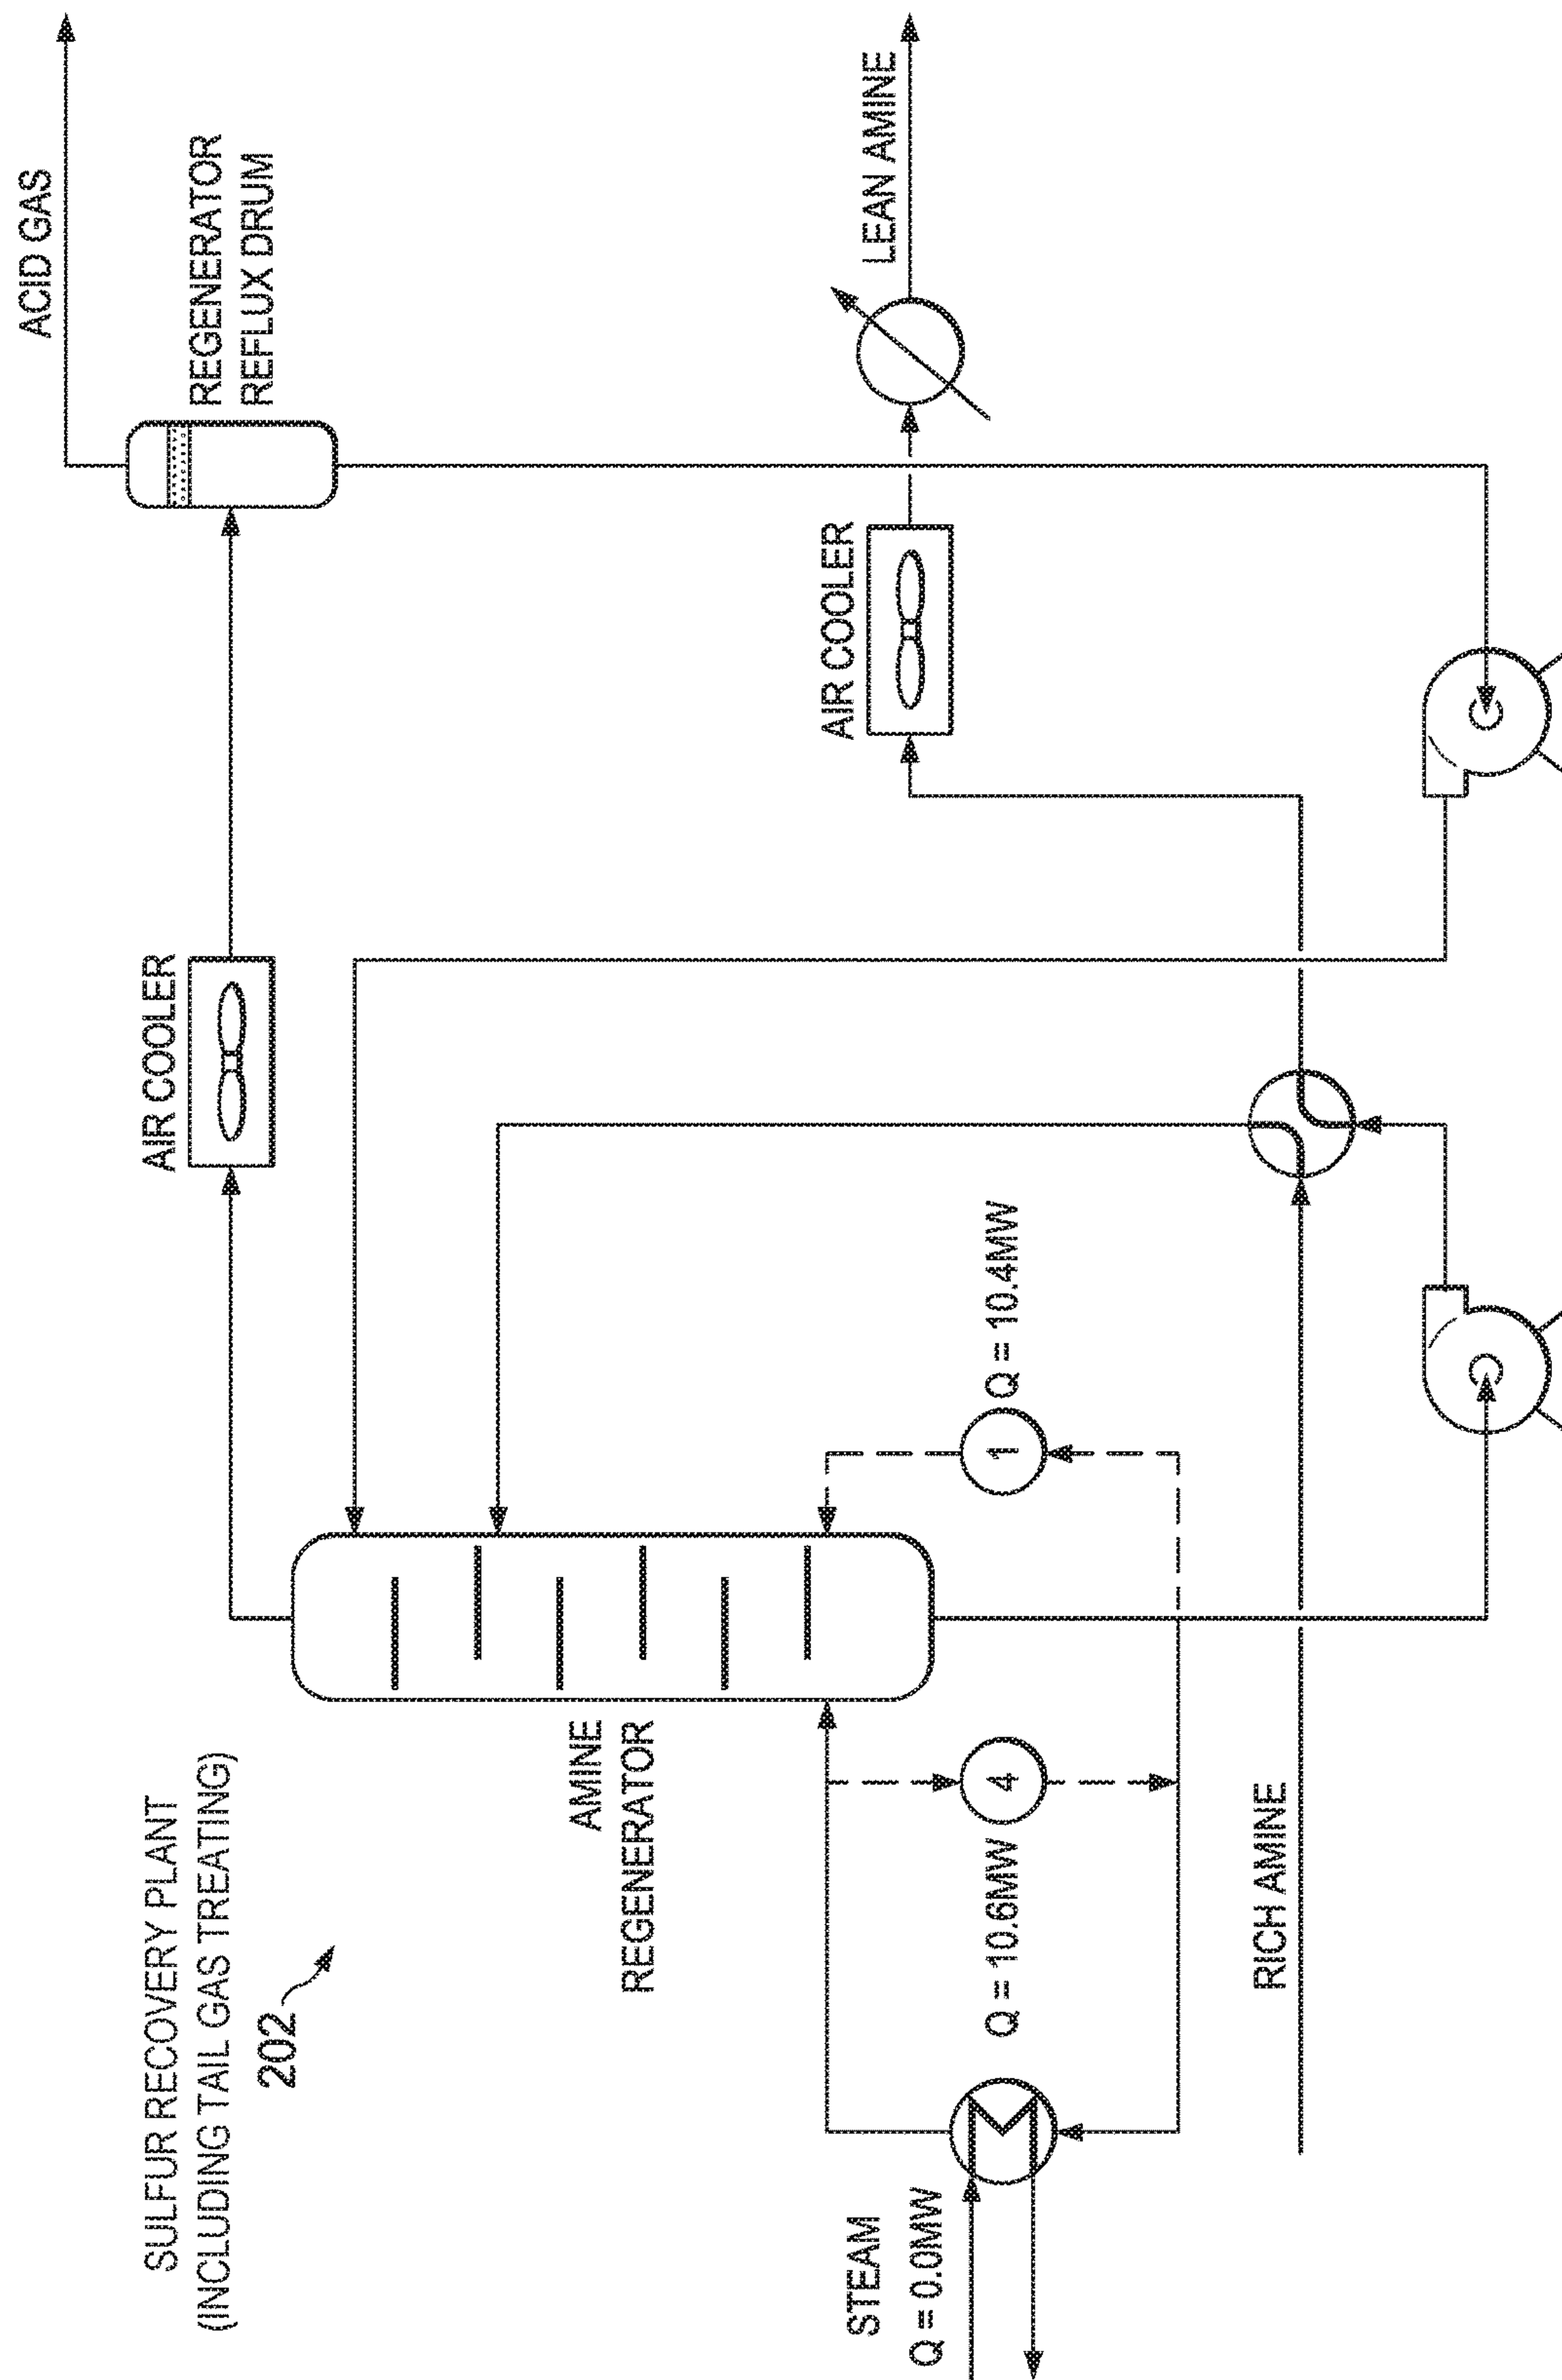 SULFUR RECOVERY PLANT
(INCLUDING TAIL GAS TREATING)
202
AIR COOLER
ACID GAS
REGENERATOR
REFLUX DRUM
AMINE
REGENERATOR
AIR COOLER
LEAN AMINE
STEAM
Q = 0.0MW
Q = 10.6MW
4
1
Q = 10.4MW
RICH AMINE